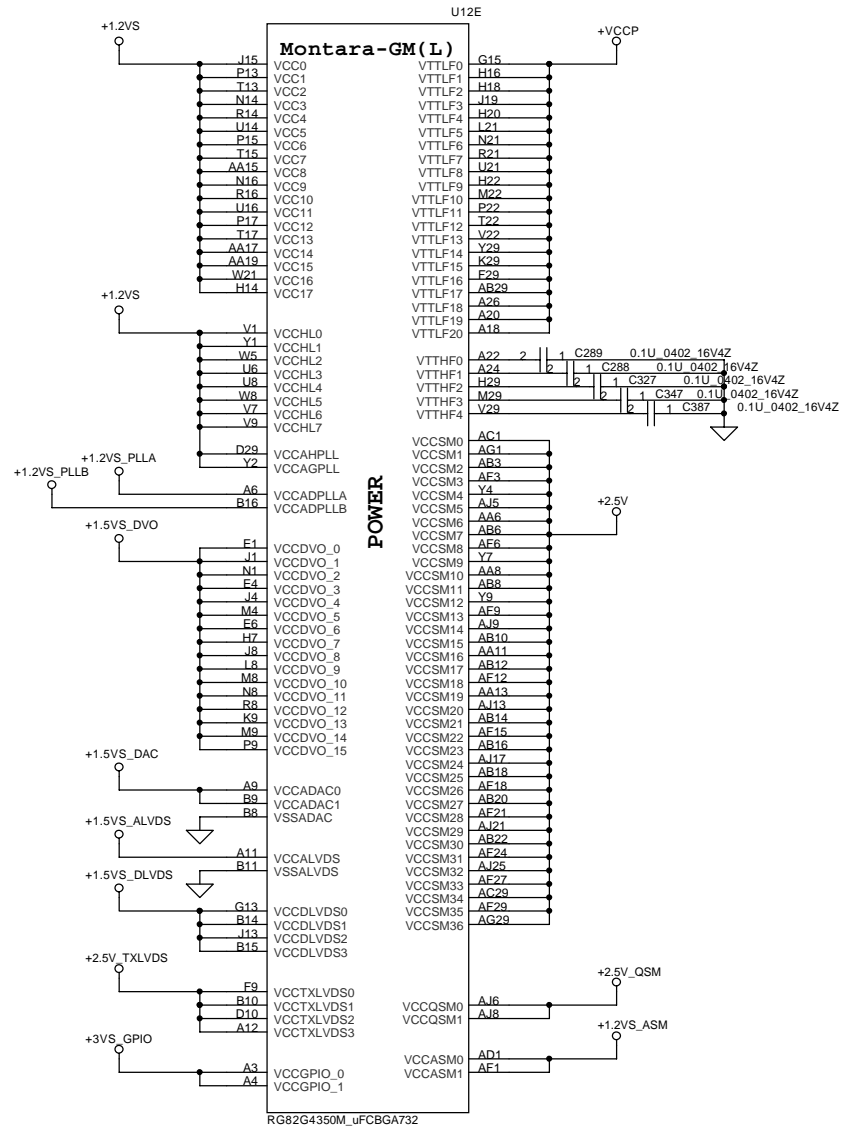 U12E
+1.2VS
+VCCP
Montara-GM(L)
J15 VCC0 VTTLF0 G15
P13 VCC1 VTTLF1 H16
T13 VCC2 VTTLF2 H18
N14 VCC3 VTTLF3 J19
R14 VCC4 VTTLF4 H20
U14 VCC5 VTTLF5 L21
P15 VCC6 VTTLF6 N21
T15 VCC7 VTTLF7 R21
AA15 VCC8 VTTLF8 U21
N16 VCC9 VTTLF9 H22
R16 VCC10 VTTLF10 M22
U16 VCC11 VTTLF11 P22
P17 VCC12 VTTLF12 T22
T17 VCC13 VTTLF13 V22
AA17 VCC14 VTTLF14 Y29
AA19 VCC15 VTTLF15 K29
W21 VCC16 VTTLF16 F29
H14 VCC17 VTTLF17 AB29
VTTLF18 A26
+1.2VS
VTTLF19 A20
V1 VCCHL0 VTTLF20 A18
Y1 VCCHL1
W5 VCCHL2 VTTHF0 A22 2 1 C289 0.1U_0402_16V4Z
U6 VCCHL3 VTTHF1 A24 2 1 C288 0.1U_0402_16V4Z
U8 VCCHL4 VTTHF2 H29 2 1 C327 0.1U_0402_16V4Z
W8 VCCHL5 VTTHF3 M29 2 1 C347 0.1U_0402_16V4Z
V7 VCCHL6 VTTHF4 V29 2 1 C387 0.1U_0402_16V4Z
V9 VCCHL7
VCCSM0 AC1
D29 VCCAHPLL VCCSM1 AG1
Y2 VCCAGPLL VCCSM2 AB3
+1.2VS_PLLA
+1.2VS_PLLB
VCCSM3 AF3
A6 VCCADPLLA VCCSM4 Y4
B16 VCCADPLLB VCCSM5 AJ5
POWER
+2.5V
VCCSM6 AA6
+1.5VS_DVO
VCCSM7 AB6
E1 VCCDVO_0 VCCSM8 AF6
J1 VCCDVO_1 VCCSM9 Y7
N1 VCCDVO_2 VCCSM10 AA8
E4 VCCDVO_3 VCCSM11 AB8
J4 VCCDVO_4 VCCSM12 Y9
M4 VCCDVO_5 VCCSM13 AF9
E6 VCCDVO_6 VCCSM14 AJ9
H7 VCCDVO_7 VCCSM15 AB10
J8 VCCDVO_8 VCCSM16 AA11
L8 VCCDVO_9 VCCSM17 AB12
M8 VCCDVO_10 VCCSM18 AF12
N8 VCCDVO_11 VCCSM19 AA13
R8 VCCDVO_12 VCCSM20 AJ13
K9 VCCDVO_13 VCCSM21 AB14
M9 VCCDVO_14 VCCSM22 AF15
P9 VCCDVO_15 VCCSM23 AB16
+1.5VS_DAC
VCCSM24 AJ17
VCCSM25 AB18
A9 VCCADAC0 VCCSM26 AF18
B9 VCCADAC1 VCCSM27 AB20
B8 VSSADAC VCCSM28 AF21
+1.5VS_ALVDS
VCCSM29 AJ21
VCCSM30 AB22
A11 VCCALVDS VCCSM31 AF24
B11 VSSALVDS VCCSM32 AJ25
+1.5VS_DLVDS
VCCSM33 AF27
VCCSM34 AC29
G13 VCCDLVDS0 VCCSM35 AF29
B14 VCCDLVDS1 VCCSM36 AG29
J13 VCCDLVDS2
B15 VCCDLVDS3
+2.5V_TXLVDS
+2.5V_QSM
F9 VCCTXLVDS0
B10 VCCTXLVDS1 VCCQSM0 AJ6
D10 VCCTXLVDS2 VCCQSM1 AJ8
A12 VCCTXLVDS3
+3VS_GPIO
+1.2VS_ASM
VCCASM0 AD1
A3 VCCGPIO_0 VCCASM1 AF1
A4 VCCGPIO_1
RG82G4350M_uFCBGA732